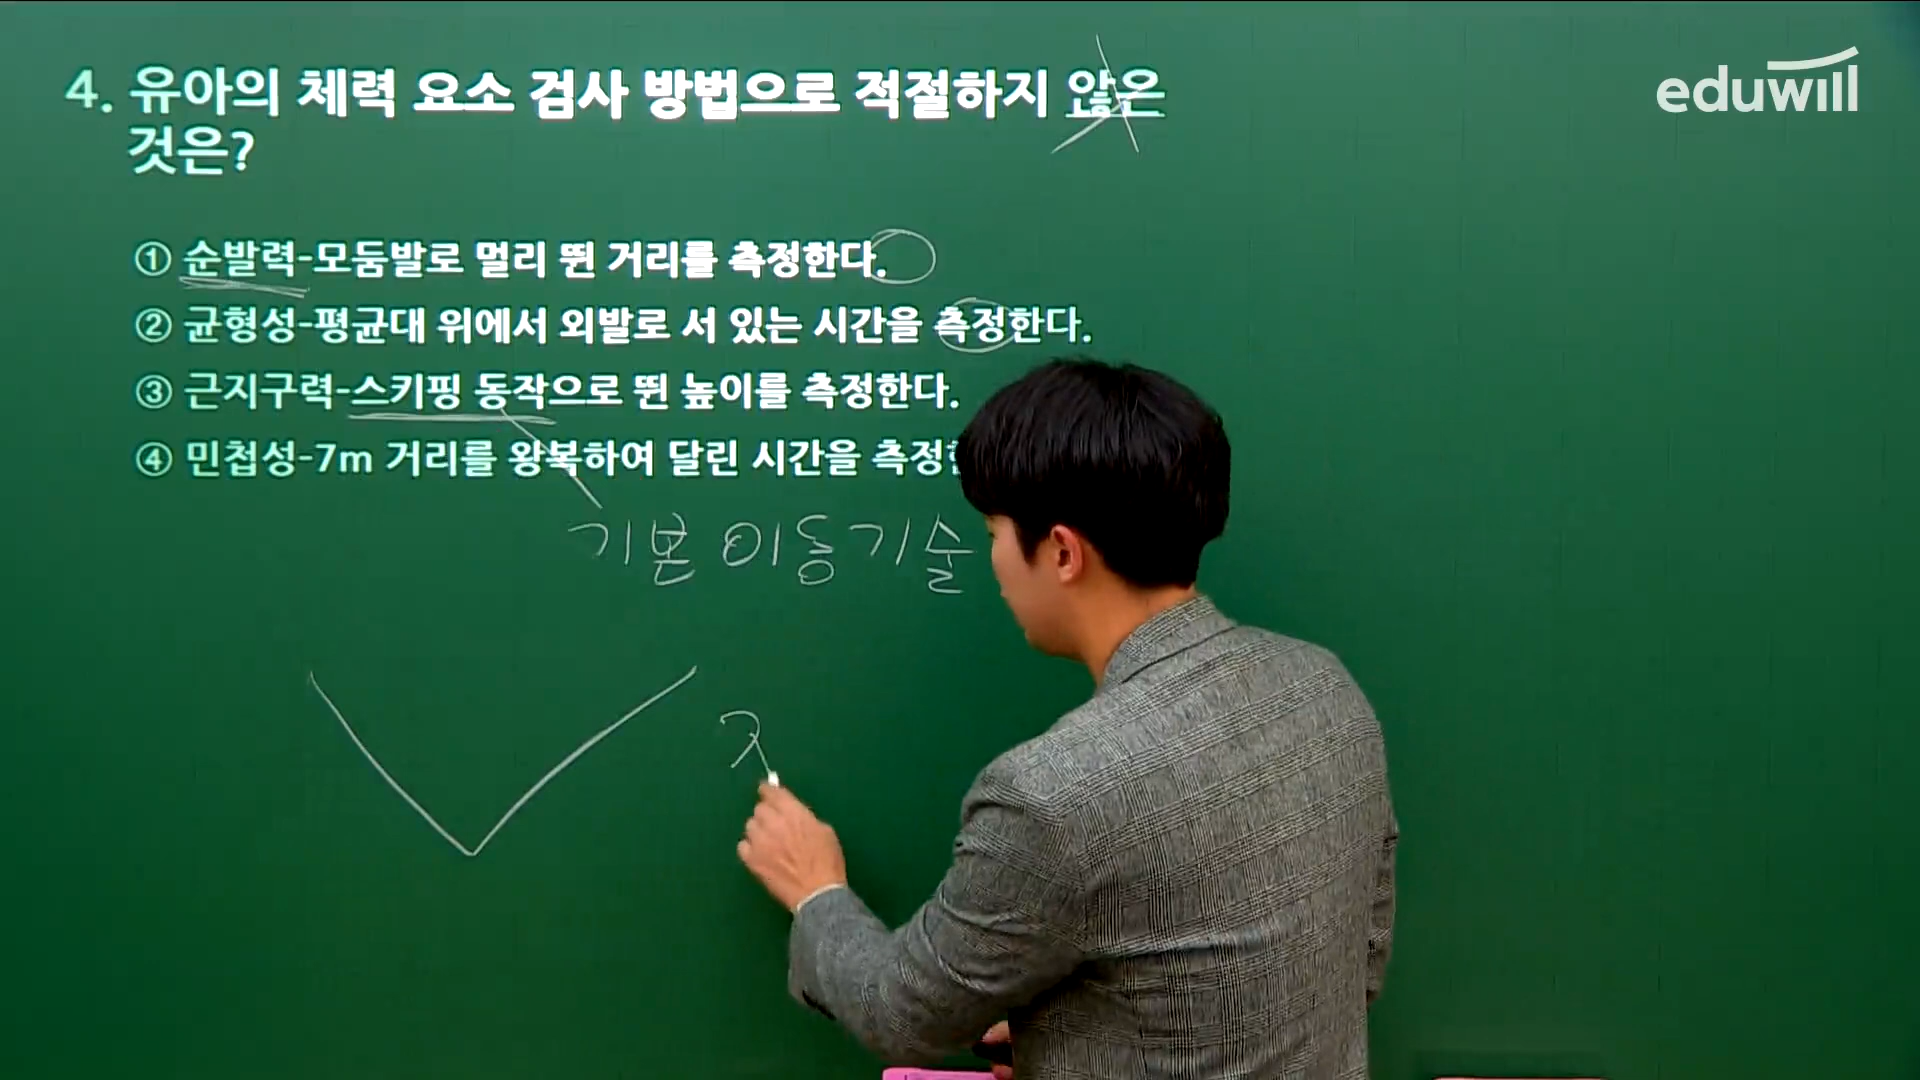 eduwill
4. 유아의 체력 요소 검사 방법으로 적절하지 않은
것은?
① 순발력-모둠발로 멀리 뛴 거리를 측정한다.
② 균형성-평균대 위에서 외발로 서 있는 시간을 측정한다.
③ 근지구력-스키핑 동작으로 뛴 높이를 측정한다.
④ 민첩성-7m 거리를 왕복하여 달린 시간을
기본 이동기술